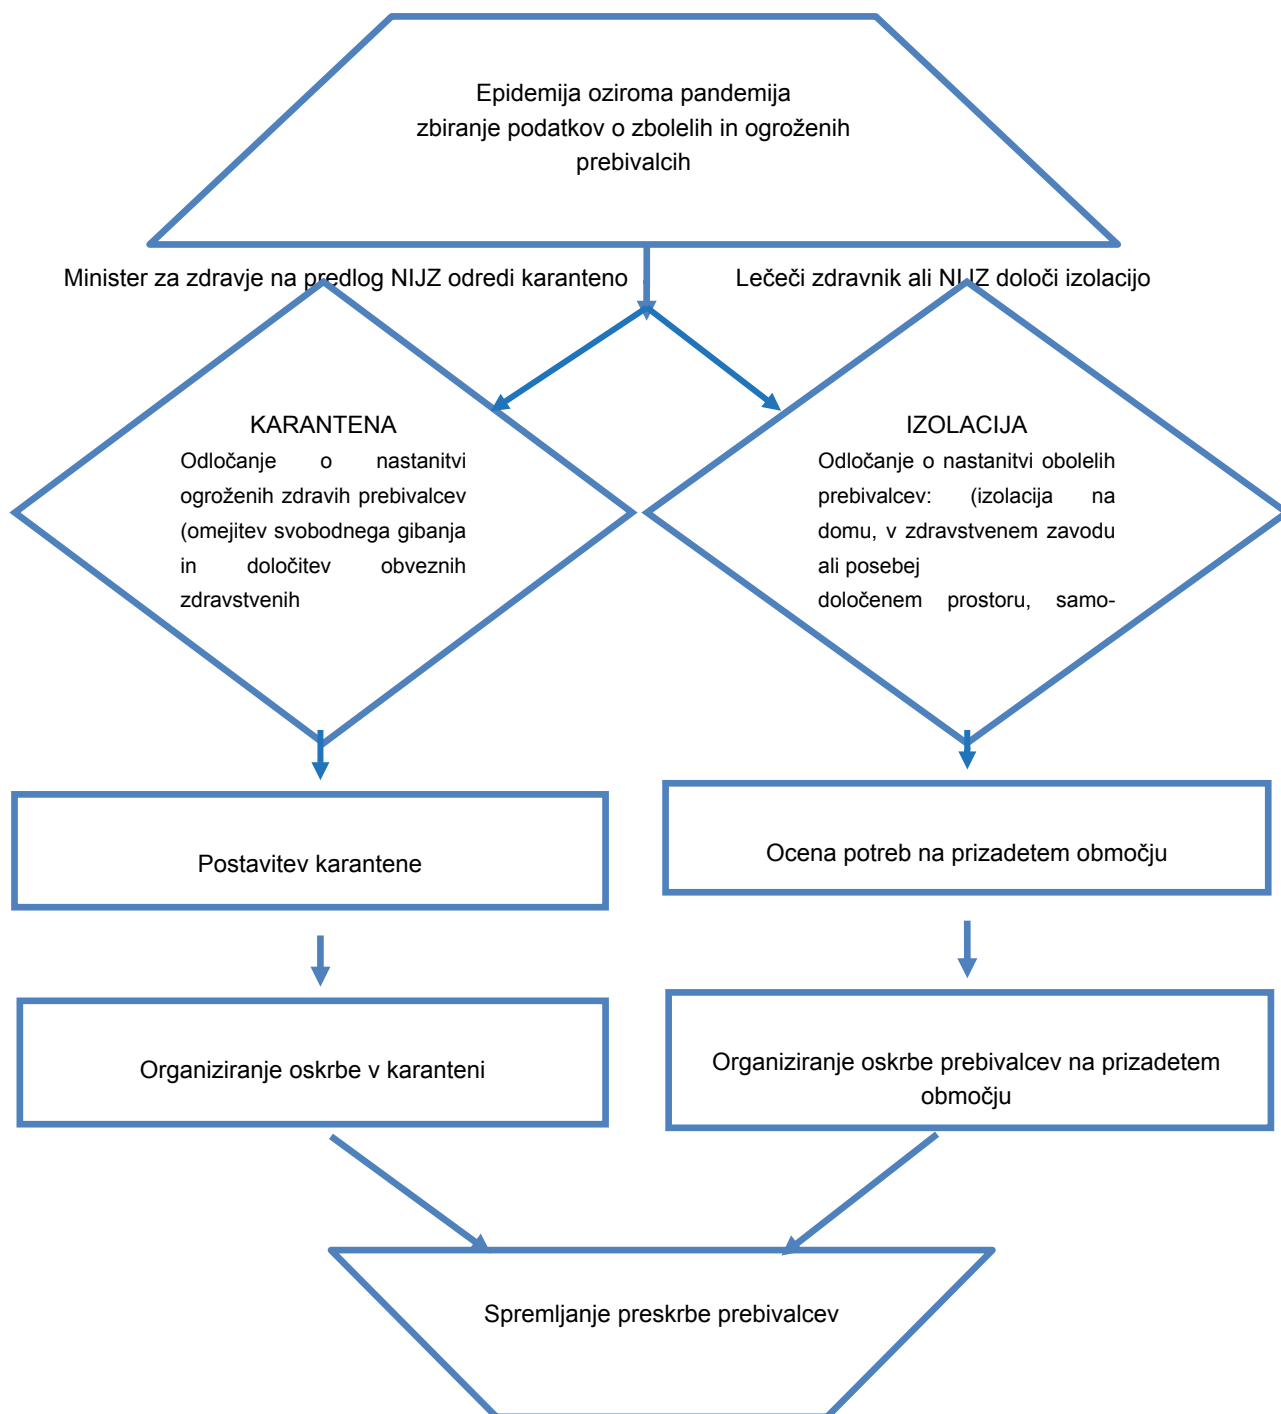 Epidemija oziroma pandemija
zbiranje podatkov o zbolelih in ogroženih
prebivalcih
Minister za zdravje na predlog NIJZ odredi karanteno
Lečeči zdravnik ali NIJZ določi izolacijo
KARANTENA
Odločanje o nastanitvi
ogroženih zdravih prebivalcev
(omejitev svobodnega gibanja
in določitev obveznih
zdravstvenih
IZOLACIJA
Odločanje o nastanitvi obolelih
prebivalcev: (izolacija na
domu, v zdravstvenem zavodu
ali posebej
določenem prostoru, samo-
Postavitev karantene
Ocena potreb na prizadetem območju
Organiziranje oskrbe v karanteni
Organiziranje oskrbe prebivalcev na prizadetem
območju
Spremljanje preskrbe prebivalcev